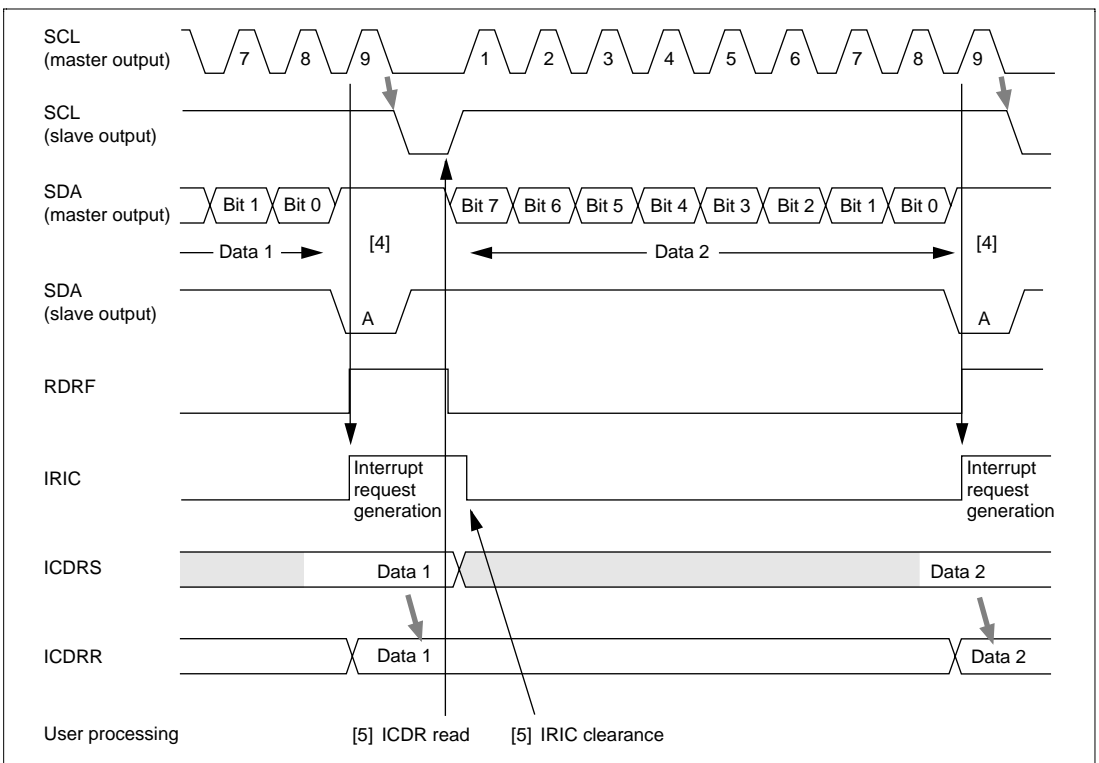 SCL
(master output)
7 8 9 1 2 3 4 5 6 7 8 9
SCL
(slave output)
SDA
(master output)
Bit 1 Bit 0 Bit 7 Bit 6 Bit 5 Bit 4 Bit 3 Bit 2 Bit 1 Bit 0
Data 1 [4] Data 2 [4]
SDA
(slave output)
A A
RDRF
IRIC
Interrupt
request
generation
Interrupt
request
generation
ICDRS
Data 1 Data 2
ICDRR
Data 1 Data 2
User processing
[5] ICDR read
[5] IRIC clearance